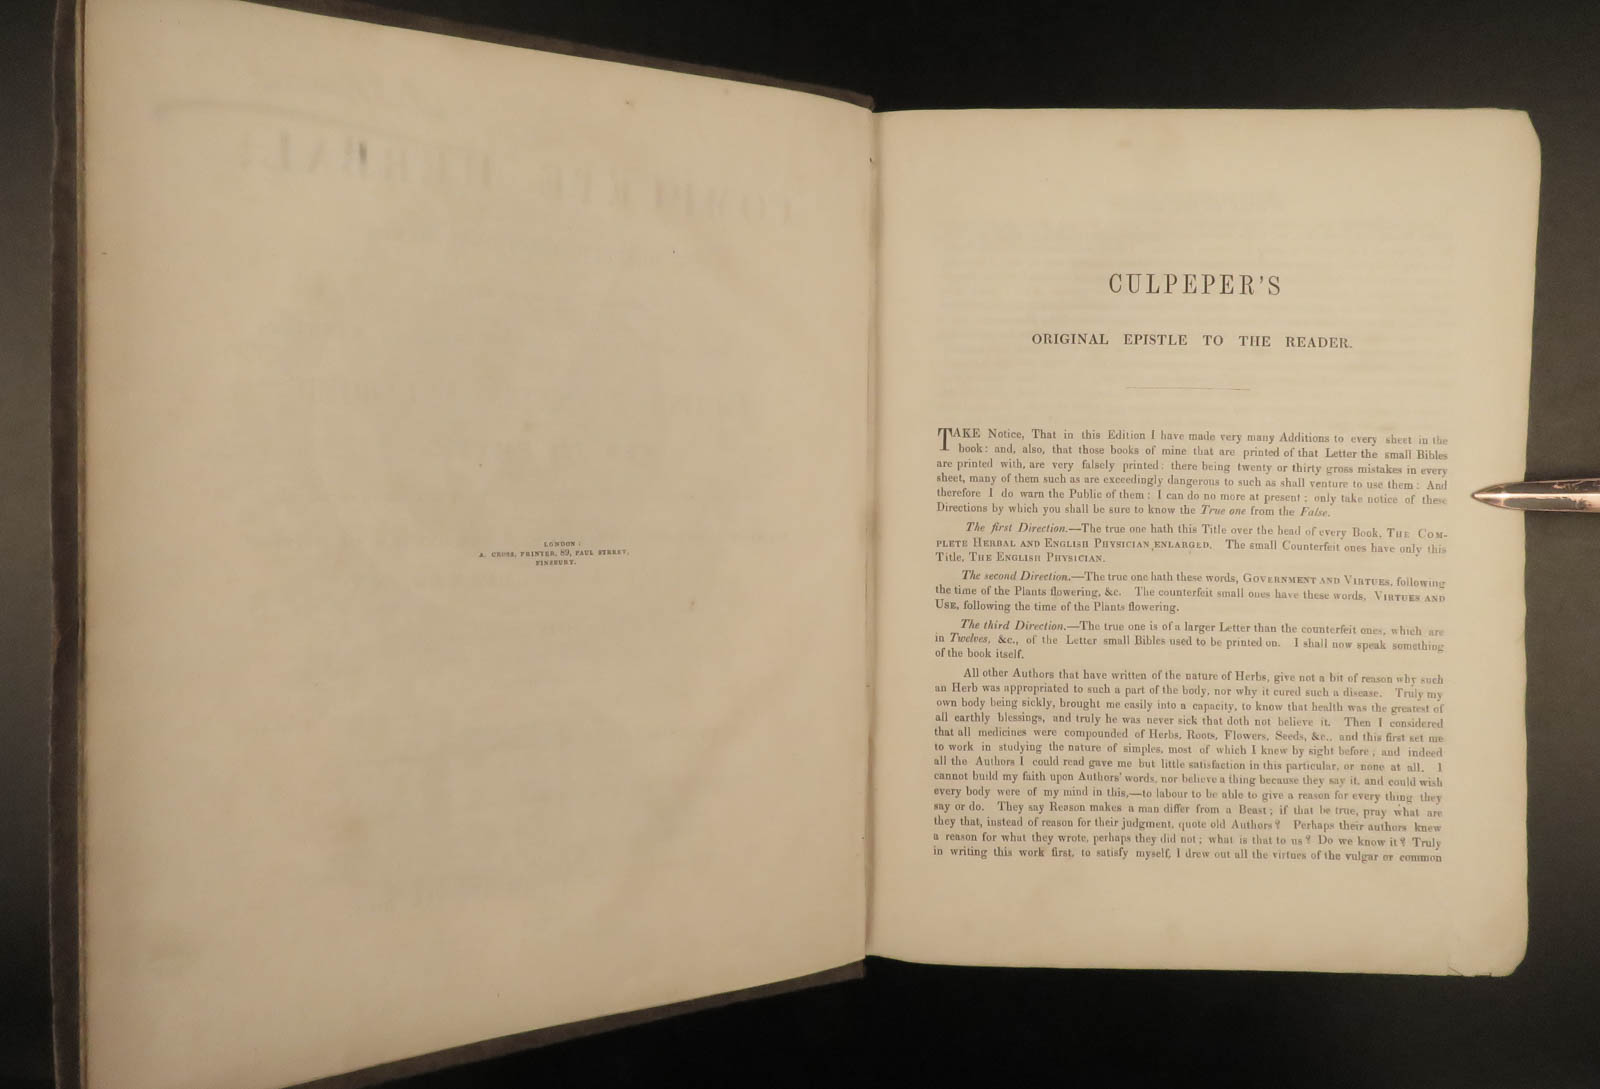 COMPLETE HERBAL;
LONDON:
A. CROSS, PRINTER, 89, PAUL STREET,
FINSBURY.
CULPEPER'S
ORIGINAL EPISTLE TO THE READER.
TAKE Notice, That in this Edition I have made very many Additions to every sheet in the
book: and, also, that those books of mine that are printed of that Letter the small Bibles
are printed with, are very falsely printed: there being twenty or thirty gross mistakes in every
sheet, many of them such as are exceedingly dangerous to such as shall venture to use them: And
therefore I do warn the Public of them: I can do no more at present; only take notice of these
Directions by which you shall be sure to know the True one from the False.
The first Direction.—The true one hath this Title over the head of every Book, THE COM-
PLETE HERBAL AND ENGLISH PHYSICIAN ENLARGED. The small Counterfeit ones have only this
Title, THE ENGLISH PHYSICIAN.
The second Direction.—The true one hath these words, GOVERNMENT AND VIRTUES, following
the time of the Plants flowering, &c. The counterfeit small ones have these words, VIRTUES AND
USE, following the time of the Plants flowering.
The third Direction.—The true one is of a larger Letter than the counterfeit ones, which are
in Twelves, &c., of the Letter small Bibles used to be printed on. I shall now speak something
of the book itself.
All other Authors that have written of the nature of Herbs, give not a bit of reason why such
an Herb was appropriated to such a part of the body, nor why it cured such a disease. Truly my
own body being sickly, brought me easily into a capacity, to know that health was the greatest of
all earthly blessings, and truly he was never sick that doth not believe it. Then I considered
that all medicines were compounded of Herbs, Roots, Flowers, Seeds, &c., and this first set me
to work in studying the nature of simples, most of which I knew by sight before; and indeed
all the Authors I could read gave me but little satisfaction in this particular, or none at all. I
cannot build my faith upon Authors' words, nor believe a thing because they say it, and could wish
every body were of my mind in this,—to labour to be able to give a reason for every thing they
say or do. They say Reason makes a man differ from a Beast; if that be true, pray what are
they that, instead of reason for their judgment, quote old Authors? Perhaps their authors knew
a reason for what they wrote, perhaps they did not; what is that to us? Do we know it? Truly
in writing this work first, to satisfy myself, I drew out all the virtues of the vulgar or common